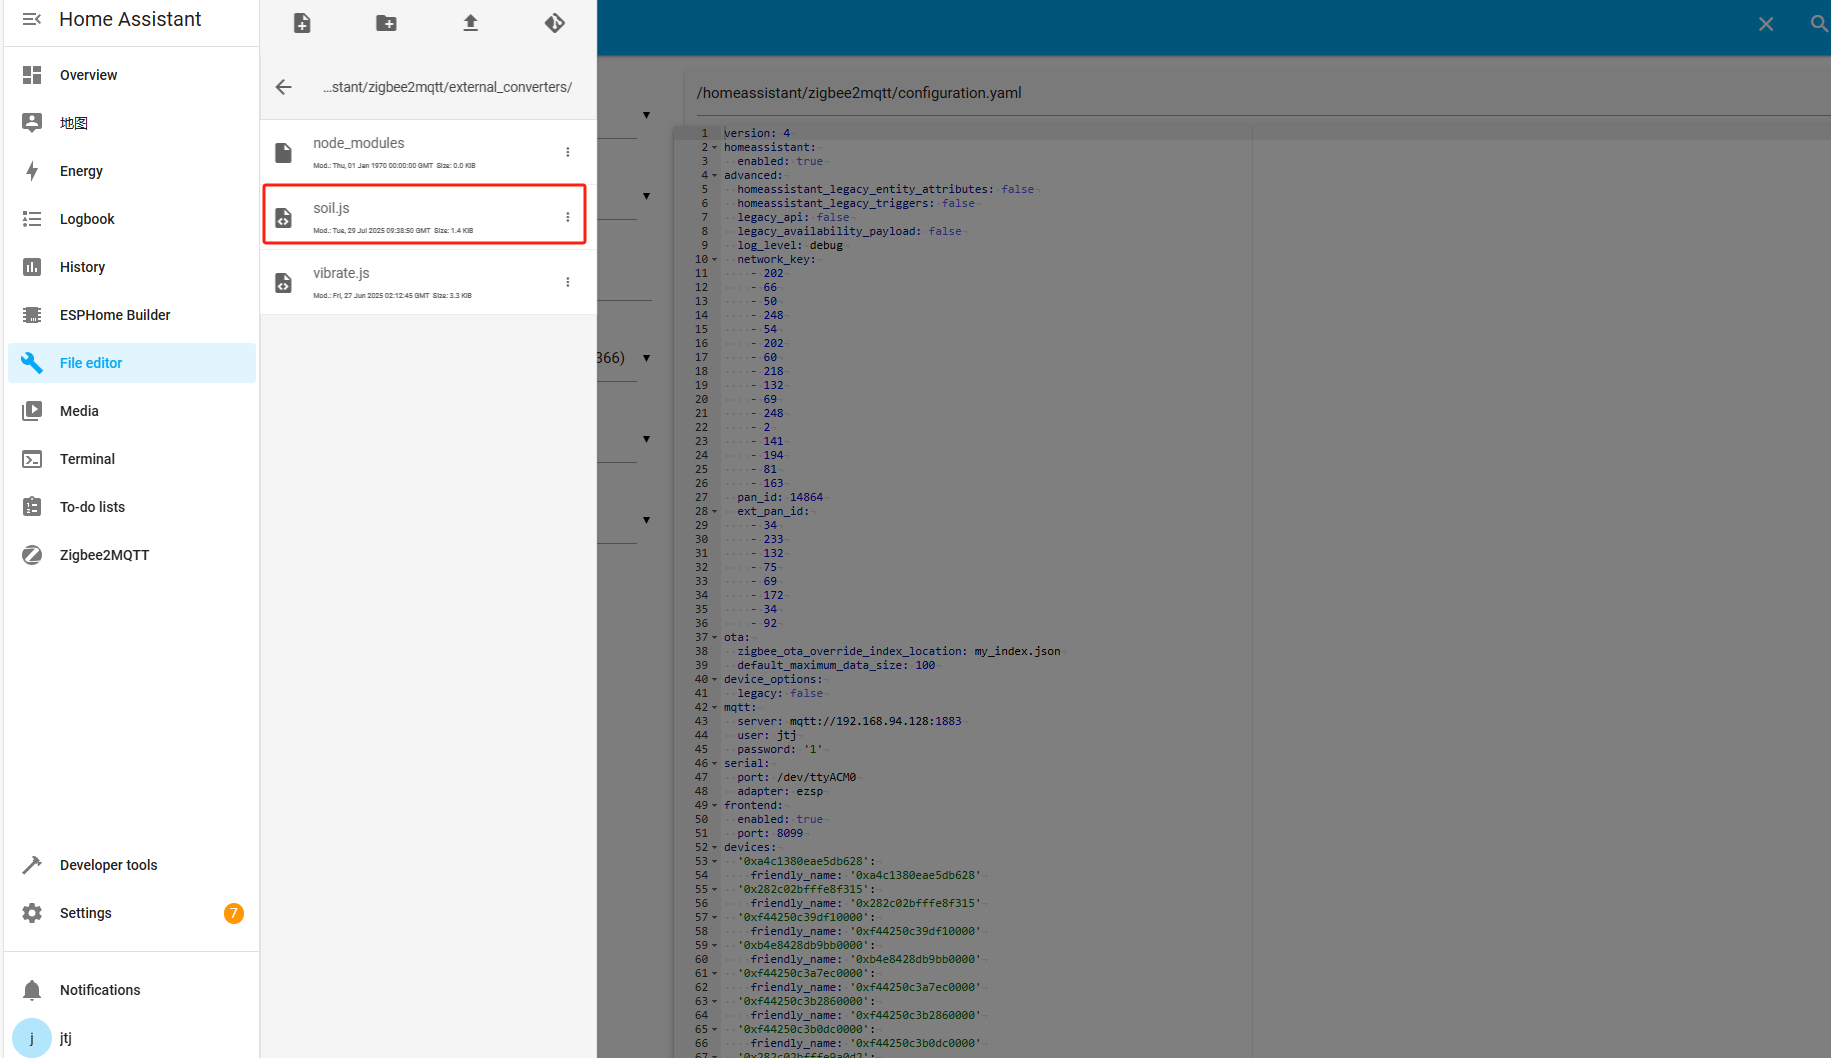 Home Assistant
Overview
地图
Energy
Logbook
History
ESPHome Builder
File editor
Media
Terminal
To-do lists
Zigbee2MQTT
Developer tools
Settings
7
Notifications
j
jtj
...stant/zigbee2mqtt/external_converters/
node_modules
Mod.: Thu, 01 Jan 1970 00:00:00 GMT Size: 0.0 KiB
soil.js
Mod.: Tue, 29 Jul 2025 09:38:50 GMT Size: 1.4 KiB
vibrate.js
Mod.: Fri, 27 Jun 2025 02:12:45 GMT Size: 3.3 KiB
366)
/homeassistant/zigbee2mqtt/configuration.yaml
1 version: 4
2 homeassistant:
3 enabled: true
4 advanced:
5 homeassistant_legacy_entity_attributes: false
6 homeassistant_legacy_triggers: false
7 legacy_api: false
8 legacy_availability_payload: false
9 log_level: debug
10 network_key:
11 - 202
12 - 66
13 - 50
14 - 248
15 - 54
16 - 202
17 - 60
18 - 218
19 - 132
20 - 69
21 - 248
22 - 2
23 - 141
24 - 194
25 - 81
26 - 163
27 pan_id: 14864
28 ext_pan_id:
29 - 34
30 - 233
31 - 132
32 - 75
33 - 69
34 - 172
35 - 34
36 - 92
37 ota:
38 zigbee_ota_override_index_location: my_index.json
39 default_maximum_data_size: 100
40 device_options:
41 legacy: false
42 mqtt:
43 server: mqtt://192.168.94.128:1883
44 user: jtj
45 password: '1'
46 serial:
47 port: /dev/ttyACM0
48 adapter: ezsp
49 frontend:
50 enabled: true
51 port: 8099
52 devices:
53 '0xa4c1380eae5db628':
54 friendly_name: '0xa4c1380eae5db628'
55 '0x282c02bfffe8f315':
56 friendly_name: '0x282c02bfffe8f315'
57 '0xf44250c39df10000':
58 friendly_name: '0xf44250c39df10000'
59 '0xb4e8428db9bb0000':
60 friendly_name: '0xb4e8428db9bb0000'
61 '0xf44250c3a7ec0000':
62 friendly_name: '0xf44250c3a7ec0000'
63 '0xf44250c3b2860000':
64 friendly_name: '0xf44250c3b2860000'
65 '0xf44250c3b0dc0000':
66 friendly_name: '0xf44250c3b0dc0000'
67 '0x282c02bfffe9a0d2':